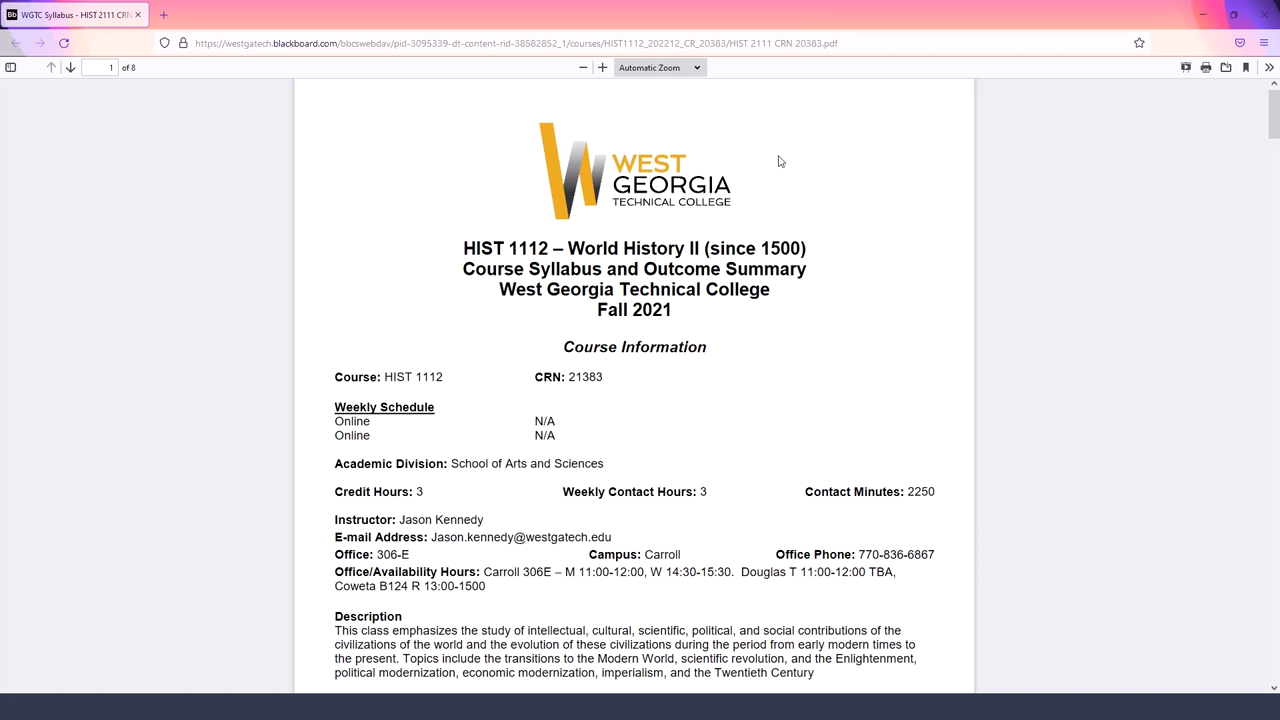 WGTC Syllabus - HIST 2111 CRN
https://westgatech.blackboard.com/bbcswebdav/pid-3095339-dt-content-rid-38582852_1/courses/HIST1112_202212_CR_20383/HIST 2111 CRN 20383.pdf
1 of 8
Automatic Zoom
WEST
GEORGIA
TECHNICAL COLLEGE
HIST 1112 – World History II (since 1500)
Course Syllabus and Outcome Summary
West Georgia Technical College
Fall 2021
Course Information
Course: HIST 1112 CRN: 21383
Weekly Schedule
Online N/A
Online N/A
Academic Division: School of Arts and Sciences
Credit Hours: 3 Weekly Contact Hours: 3 Contact Minutes: 2250
Instructor: Jason Kennedy
E-mail Address: Jason.kennedy@westgatech.edu
Office: 306-E Campus: Carroll Office Phone: 770-836-6867
Office/Availability Hours: Carroll 306E – M 11:00-12:00, W 14:30-15:30. Douglas T 11:00-12:00 TBA,
Coweta B124 R 13:00-1500
Description
This class emphasizes the study of intellectual, cultural, scientific, political, and social contributions of the
civilizations of the world and the evolution of these civilizations during the period from early modern times to
the present. Topics include the transitions to the Modern World, scientific revolution, and the Enlightenment,
political modernization, economic modernization, imperialism, and the Twentieth Century